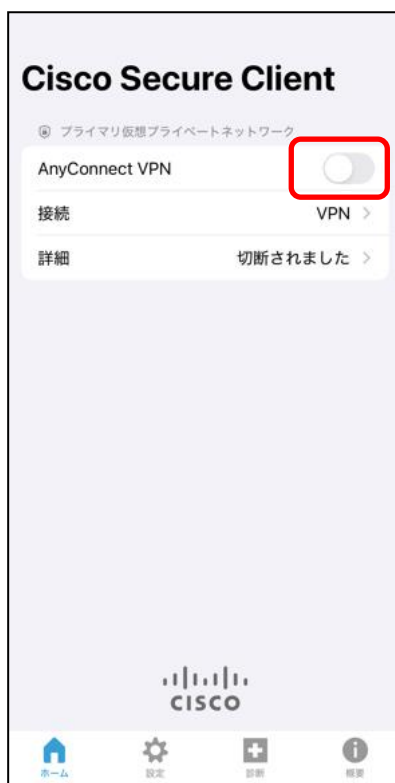 Cisco Secure Client
プライマリ仮想プライベートネットワーク
AnyConnect VPN
接続 VPN
詳細 切断されました
CISCO
ホーム 設定 診断 概要